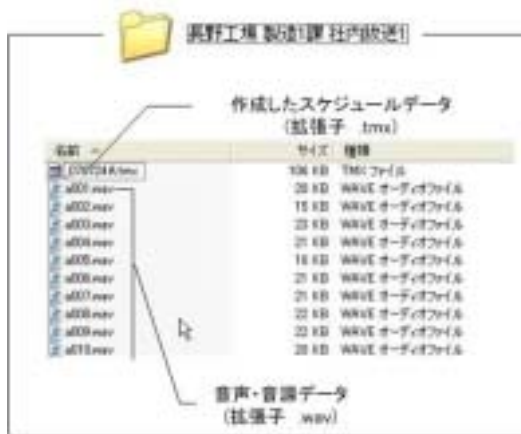 長野工場 製造1課 社内放送1
作成したスケジュールデータ
(拡張子 .tmx)
名前 サイズ 種類
106 KB TMX ファイル
a001.wav 20 KB WAVE オーディオファイル
a002.wav 15 KB WAVE オーディオファイル
a003.wav 23 KB WAVE オーディオファイル
a004.wav 21 KB WAVE オーディオファイル
a005.wav KB WAVE オーディオファイル
a006.wav 21 KB WAVE オーディオファイル
a007.wav 21 KB WAVE オーディオファイル
a008.wav 22 KB WAVE オーディオファイル
a009.wav 22 KB WAVE オーディオファイル
a010.wav 20 KB WAVE オーディオファイル
音声・音源データ
(拡張子 .wav)